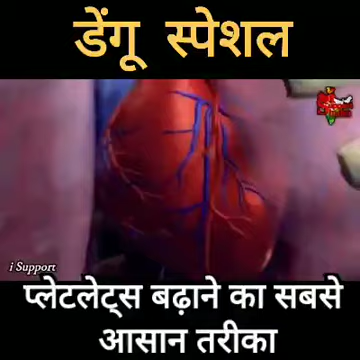 डेंगू स्पेशल
i Support
प्लेटलेट्स बढ़ाने का सबसे
आसान तरीका